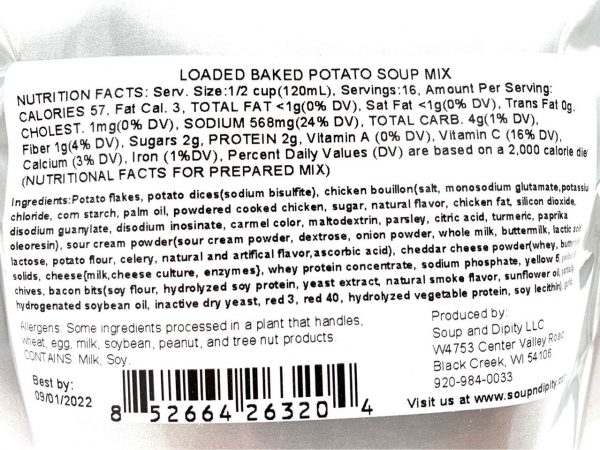 LOADED BAKED POTATO SOUP MIX
NUTRITION FACTS: Serv. Size:1/2 cup(120mL), Servings:16, Amount Per Serving:
CALORIES 57, Fat Cal. 3, TOTAL FAT <1g(0% DV), Sat Fat <1g(0% DV), Trans Fat 0g,
CHOLEST. 1mg(0% DV), SODIUM 568mg(24% DV), TOTAL CARB. 4g(1% DV),
Fiber 1g(4% DV), Sugars 2g, PROTEIN 2g, Vitamin A (0% DV), Vitamin C (16% DV),
Calcium (3% DV), Iron (1%DV), Percent Daily Values (DV) are based on a 2,000 calorie die
(NUTRITIONAL FACTS FOR PREPARED MIX)
Ingredients:Potato flakes, potato dices(sodium bisulfite), chicken bouillon(salt, monosodium glutamate,potassiu
chloride, corn starch, palm oil, powdered cooked chicken, sugar, natural flavor, chicken fat, silicon dioxide,
disodium guanylate, disodium inosinate, carmel color, maltodextrin, parsley, citric acid, turmeric, paprika
oleoresin), sour cream powder(sour cream powder, dextrose, onion powder, whole milk, buttermilk, lactic acid
lactose, potato flour, celery, natural and artifical flavor,ascorbic acid), cheddar cheese powder(whey,
solids, cheese{milk,cheese culture, enzymes}, whey protein concentrate, sodium phosphate, yellow 5,
chives, bacon bits(soy flour, hydrolyzed soy protein, yeast extract, natural smoke flavor, sunflower oil,
hydrogenated soybean oil, inactive dry yeast, red 3, red 40, hydrolyzed vegetable protein, soy lecithin),
Allergens: Some ingredients processed in a plant that handles,
wheat, egg, milk, soybean, peanut, and tree nut products.
CONTAINS: Milk, Soy.
Produced by:
Soup and Dipity LLC
W4753 Center Valley Road
Black Creek, WI 54106
920-984-0033
Visit us at www.soupndipity
Best by:
09/01/2022
8 52664 26320 4